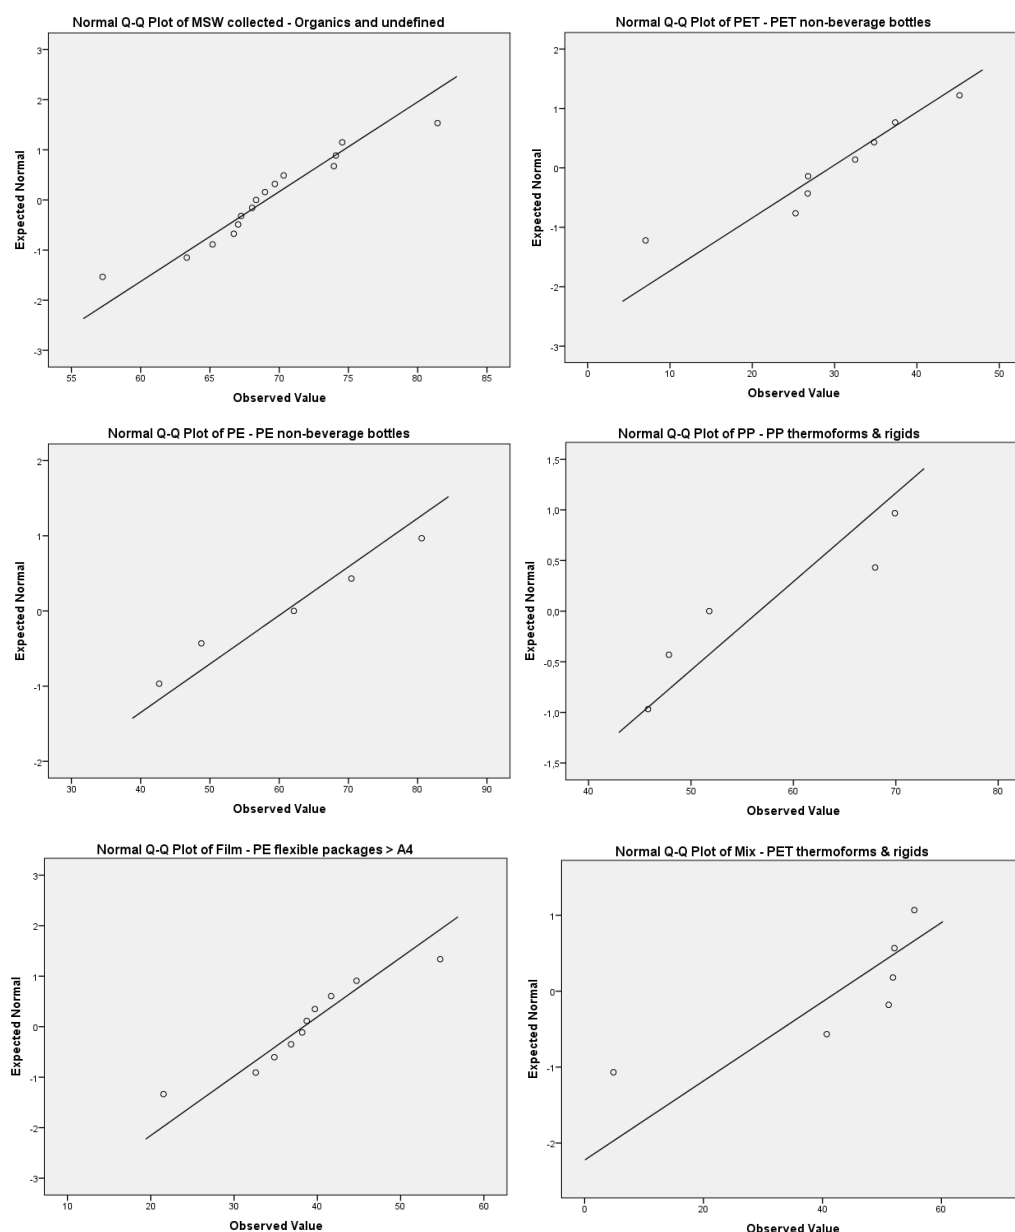 Normal Q-Q Plot of MSW collected - Organics and undefined
Expected Normal
3
2
1
0
-1
-2
-3
55 60 65 70 75 80 85
Observed Value
Normal Q-Q Plot of PET - PET non-beverage bottles
Expected Normal
2
1
0
-1
-2
-3
0 10 20 30 40 50
Observed Value
Normal Q-Q Plot of PE - PE non-beverage bottles
Expected Normal
2
1
0
-1
-2
30 40 50 60 70 80 90
Observed Value
Normal Q-Q Plot of PP - PP thermoforms & rigids
Expected Normal
1,5
1,0
0,5
0,0
-0,5
-1,0
-1,5
40 50 60 70 80
Observed Value
Normal Q-Q Plot of Film - PE flexible packages > A4
Expected Normal
3
2
1
0
-1
-2
-3
10 20 30 40 50 60
Observed Value
Normal Q-Q Plot of Mix - PET thermoforms & rigids
Expected Normal
1
0
-1
-2
0 20 40 60
Observed Value